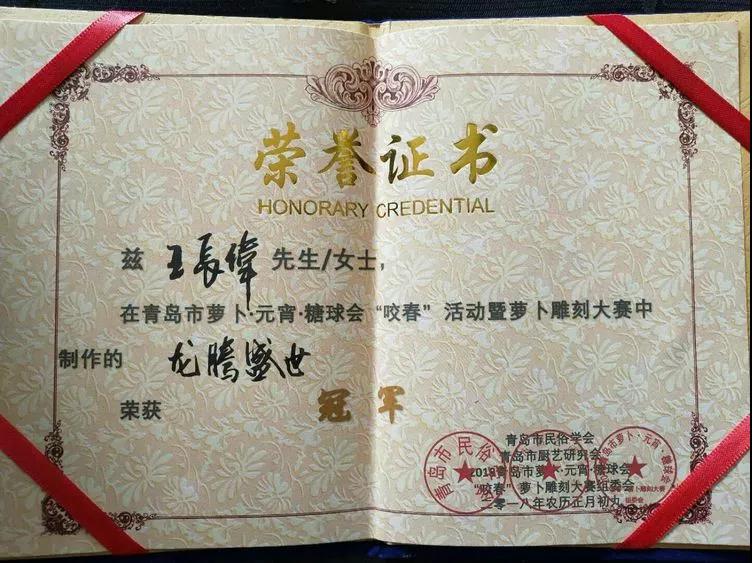 荣誉证书
HONORARY CREDENTIAL
兹 王長偉 先生/女士,
在青岛市萝卜·元宵·糖球会“咬春”活动暨萝卜雕刻大赛中
制作的 龙腾盛世
荣获 冠军
青岛市民俗学会
青岛市厨艺研究会
2018青岛市萝卜·元宵·糖球会
“咬春”萝卜雕刻大赛组委会
二零一八年农历正月初九